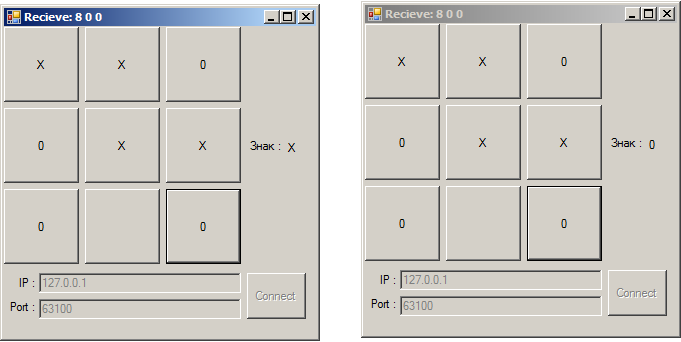 Recieve: 8 0 0
X X 0
0 X X Знак : X
0 0
IP : 127.0.0.1
Port : 63100
Connect
Recieve: 8 0 0
X X 0
0 X X Знак : 0
0 0
IP : 127.0.0.1
Port : 63100
Connect